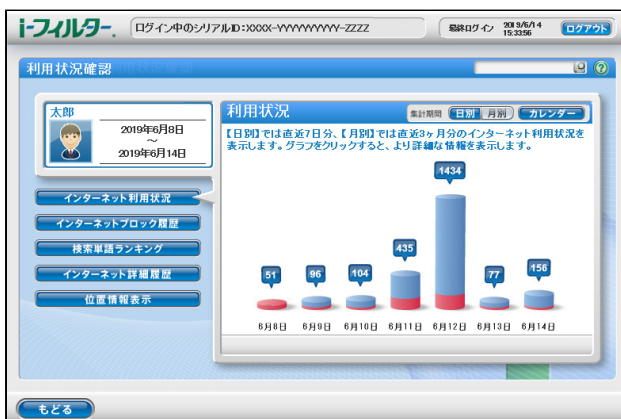 i-フィルター.
ログイン中のシリアルID:XXXX-YYYYYYYYY-ZZZZ
最終ログイン 2019/6/14
15:33:56
ログアウト
利用状況確認
太郎
2019年6月8日
~
2019年6月14日
インターネット利用状況
インターネットブロック履歴
検索単語ランキング
インターネット詳細履歴
位置情報表示
利用状況
集計期間 日別 月別 カレンダー
【日別】では直近7日分、【月別】では直近3ヶ月分のインターネット利用状況を
表示します。グラフをクリックすると、より詳細な情報を表示します。
51 96 104 435 1434 77 156
6月8日 6月9日 6月10日 6月11日 6月12日 6月13日 6月14日
もどる